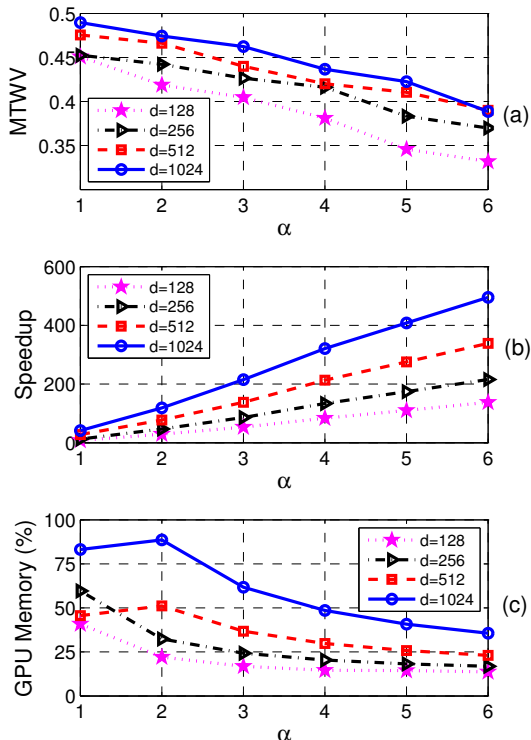 0.5
0.45
0.4
0.35
MTWV
d=128
d=256
d=512
d=1024
1 2 3 4 5 6
α
(a)
600
400
200
0
Speedup
d=128
d=256
d=512
d=1024
1 2 3 4 5 6
α
(b)
100
75
50
25
0
GPU Memory (%)
d=128
d=256
d=512
d=1024
1 2 3 4 5 6
α
(c)